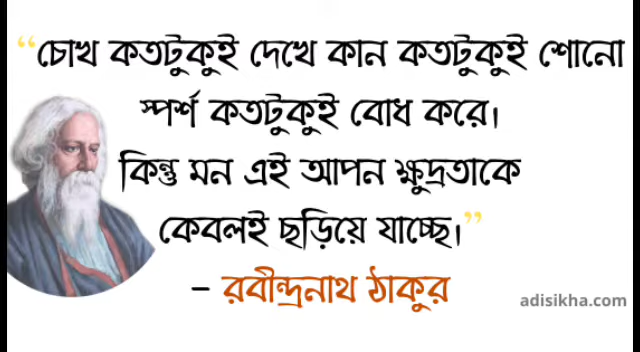 “চোখ কতটুকুই দেখে কান কতটুকুই শোনো
স্পর্শ কতটুকুই বোধ করে।
কিন্তু মন এই আপন ক্ষুদ্রতাকে
কেবলই ছড়িয়ে যাচ্ছে।”
– রবীন্দ্রনাথ ঠাকুর
adisikha.com